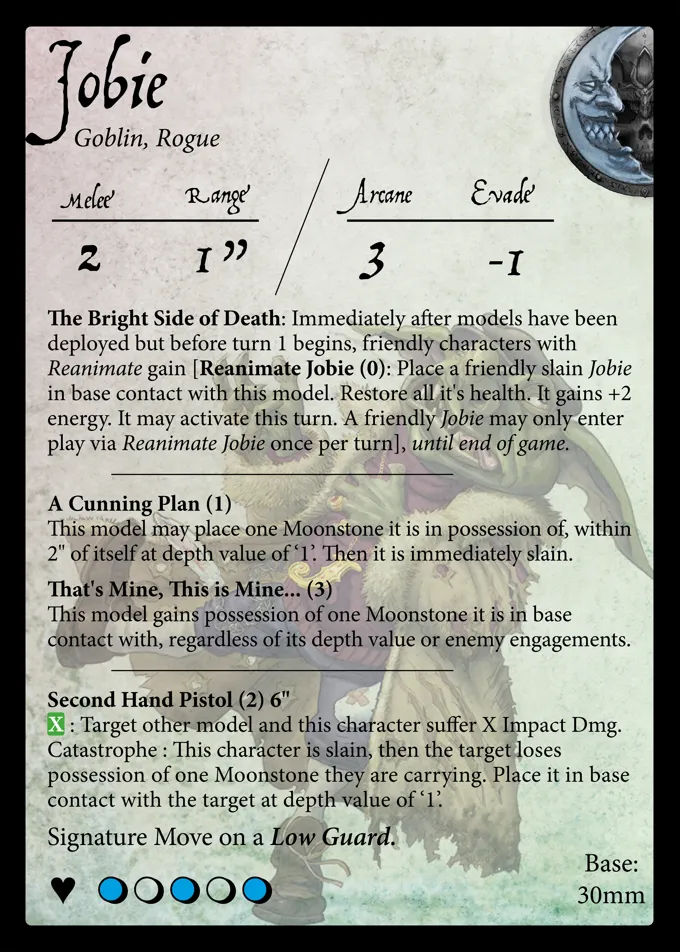 Jobie
Goblin, Rogue
Melee Range Arcane Evade
2 1” 3 -1
The Bright Side of Death: Immediately after models have been
deployed but before turn 1 begins, friendly characters with
Reanimate gain [Reanimate Jobie (0): Place a friendly slain Jobie
in base contact with this model. Restore all it's health. It gains +2
energy. It may activate this turn. A friendly Jobie may only enter
play via Reanimate Jobie once per turn], until end of game.
A Cunning Plan (1)
This model may place one Moonstone it is in possession of, within
2" of itself at depth value of ‘1’. Then it is immediately slain.
That's Mine, This is Mine... (3)
This model gains possession of one Moonstone it is in base
contact with, regardless of its depth value or enemy engagements.
Second Hand Pistol (2) 6"
X : Target other model and this character suffer X Impact Dmg.
Catastrophe : This character is slain, then the target loses
possession of one Moonstone they are carrying. Place it in base
contact with the target at depth value of ‘1’.
Signature Move on a Low Guard.
Base:
30mm